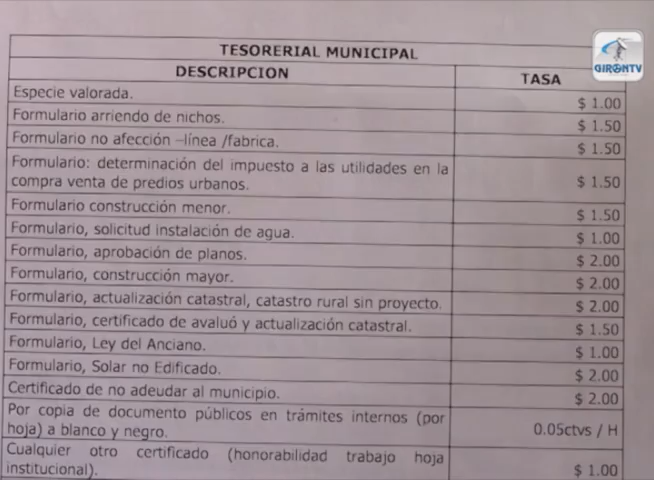 TESORERIAL MUNICIPAL
GIRONTV
DESCRIPCION
TASA
Especie valorada.
$ 1.00
Formulario arriendo de nichos.
$ 1.50
Formulario no afección –línea /fabrica.
$ 1.50
Formulario: determinación del impuesto a las utilidades en la
compra venta de predios urbanos.
$ 1.50
Formulario construcción menor.
$ 1.50
Formulario, solicitud instalación de agua.
$ 1.00
Formulario, aprobación de planos.
$ 2.00
Formulario, construcción mayor.
$ 2.00
Formulario, actualización catastral, catastro rural sin proyecto.
$ 2.00
Formulario, certificado de avaluó y actualización catastral.
$ 1.50
Formulario, Ley del Anciano.
$ 1.00
Formulario, Solar no Edificado.
$ 2.00
Certificado de no adeudar al municipio.
$ 2.00
Por copia de documento públicos en trámites internos (por
hoja) a blanco y negro.
0.05ctvs / H
Cualquier otro certificado (honorabilidad trabajo hoja
institucional).
$ 1.00